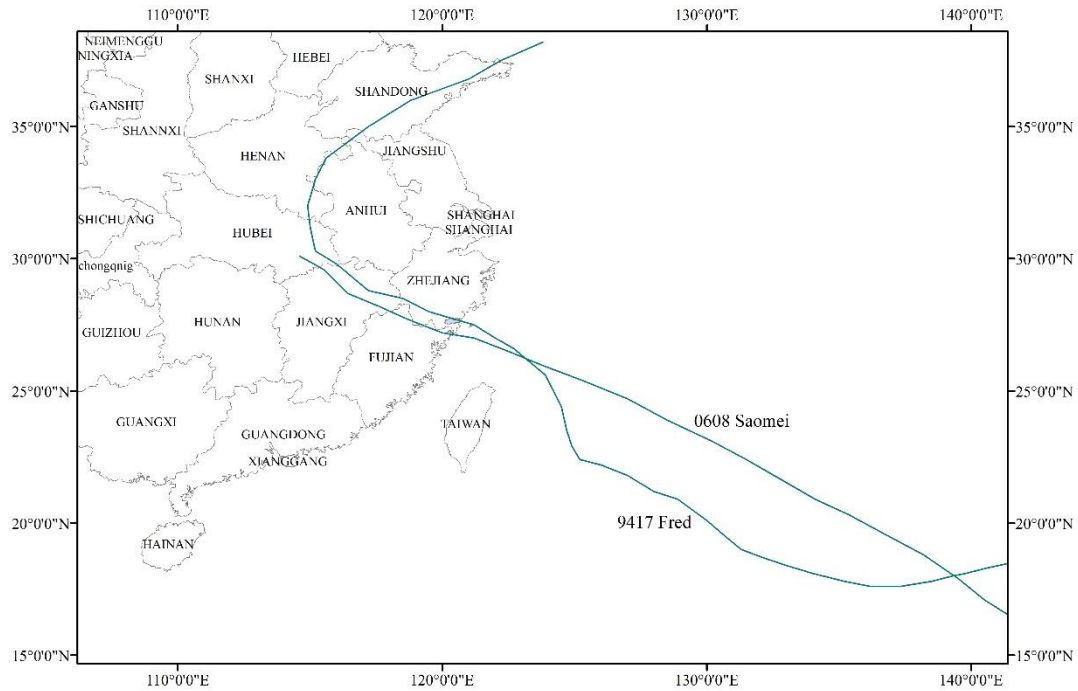 110°0'0"E 120°0'0"E 130°0'0"E 140°0'0"E
NEIMENGGU
NINGXIA
HEBEI
SHANXI
SHANDONG
GANSHU
35°0'0"N 35°0'0"N
SHANNXI
JIANGSHU
HENAN
ANHUI
SHANGHAI
SHICHUANG
SHANGHAI
HUBEI
30°0'0"N 30°0'0"N
chongqnig
ZHEJIANG
GUIZHOU
HUNAN
JIANGXI
FUJIAN
25°0'0"N 25°0'0"N
GUANGXI
TAIWAN
0608 Saomei
GUANGDONG
XIANGGANG
20°0'0"N 20°0'0"N
9417 Fred
HAINAN
15°0'0"N 15°0'0"N
110°0'0"E 120°0'0"E 130°0'0"E 140°0'0"E